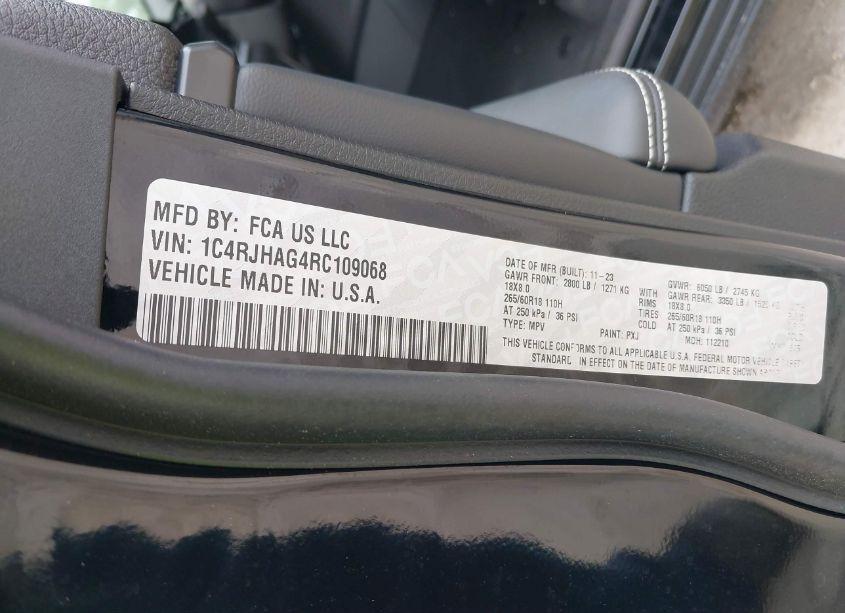 MFD BY: FCA US LLC
VIN: 1C4RJHAG4RC109068
VEHICLE MADE IN: U.S.A.
DATE OF MFR (BUILT): 11-23 GVWR: 6050 LB / 2745 KG
GAWR FRONT: 2800 LB / 1271 KG WITH GAWR REAR: 3350 LB / KG
18X8.0 RIMS 18X8.0
265/60R18 110H TIRES 265/60R18 110H
AT 250 kPa / 36 PSI COLD AT 250 kPa / 36 PSI
TYPE: MPV PAINT: PXJ MDH: 112210
THIS VEHICLE CONFORMS TO ALL APPLICABLE U.S.A. FEDERAL MOTOR VEHICLE
STANDARD IN EFFECT ON THE DATE OF MANUFACTURE SHOWN